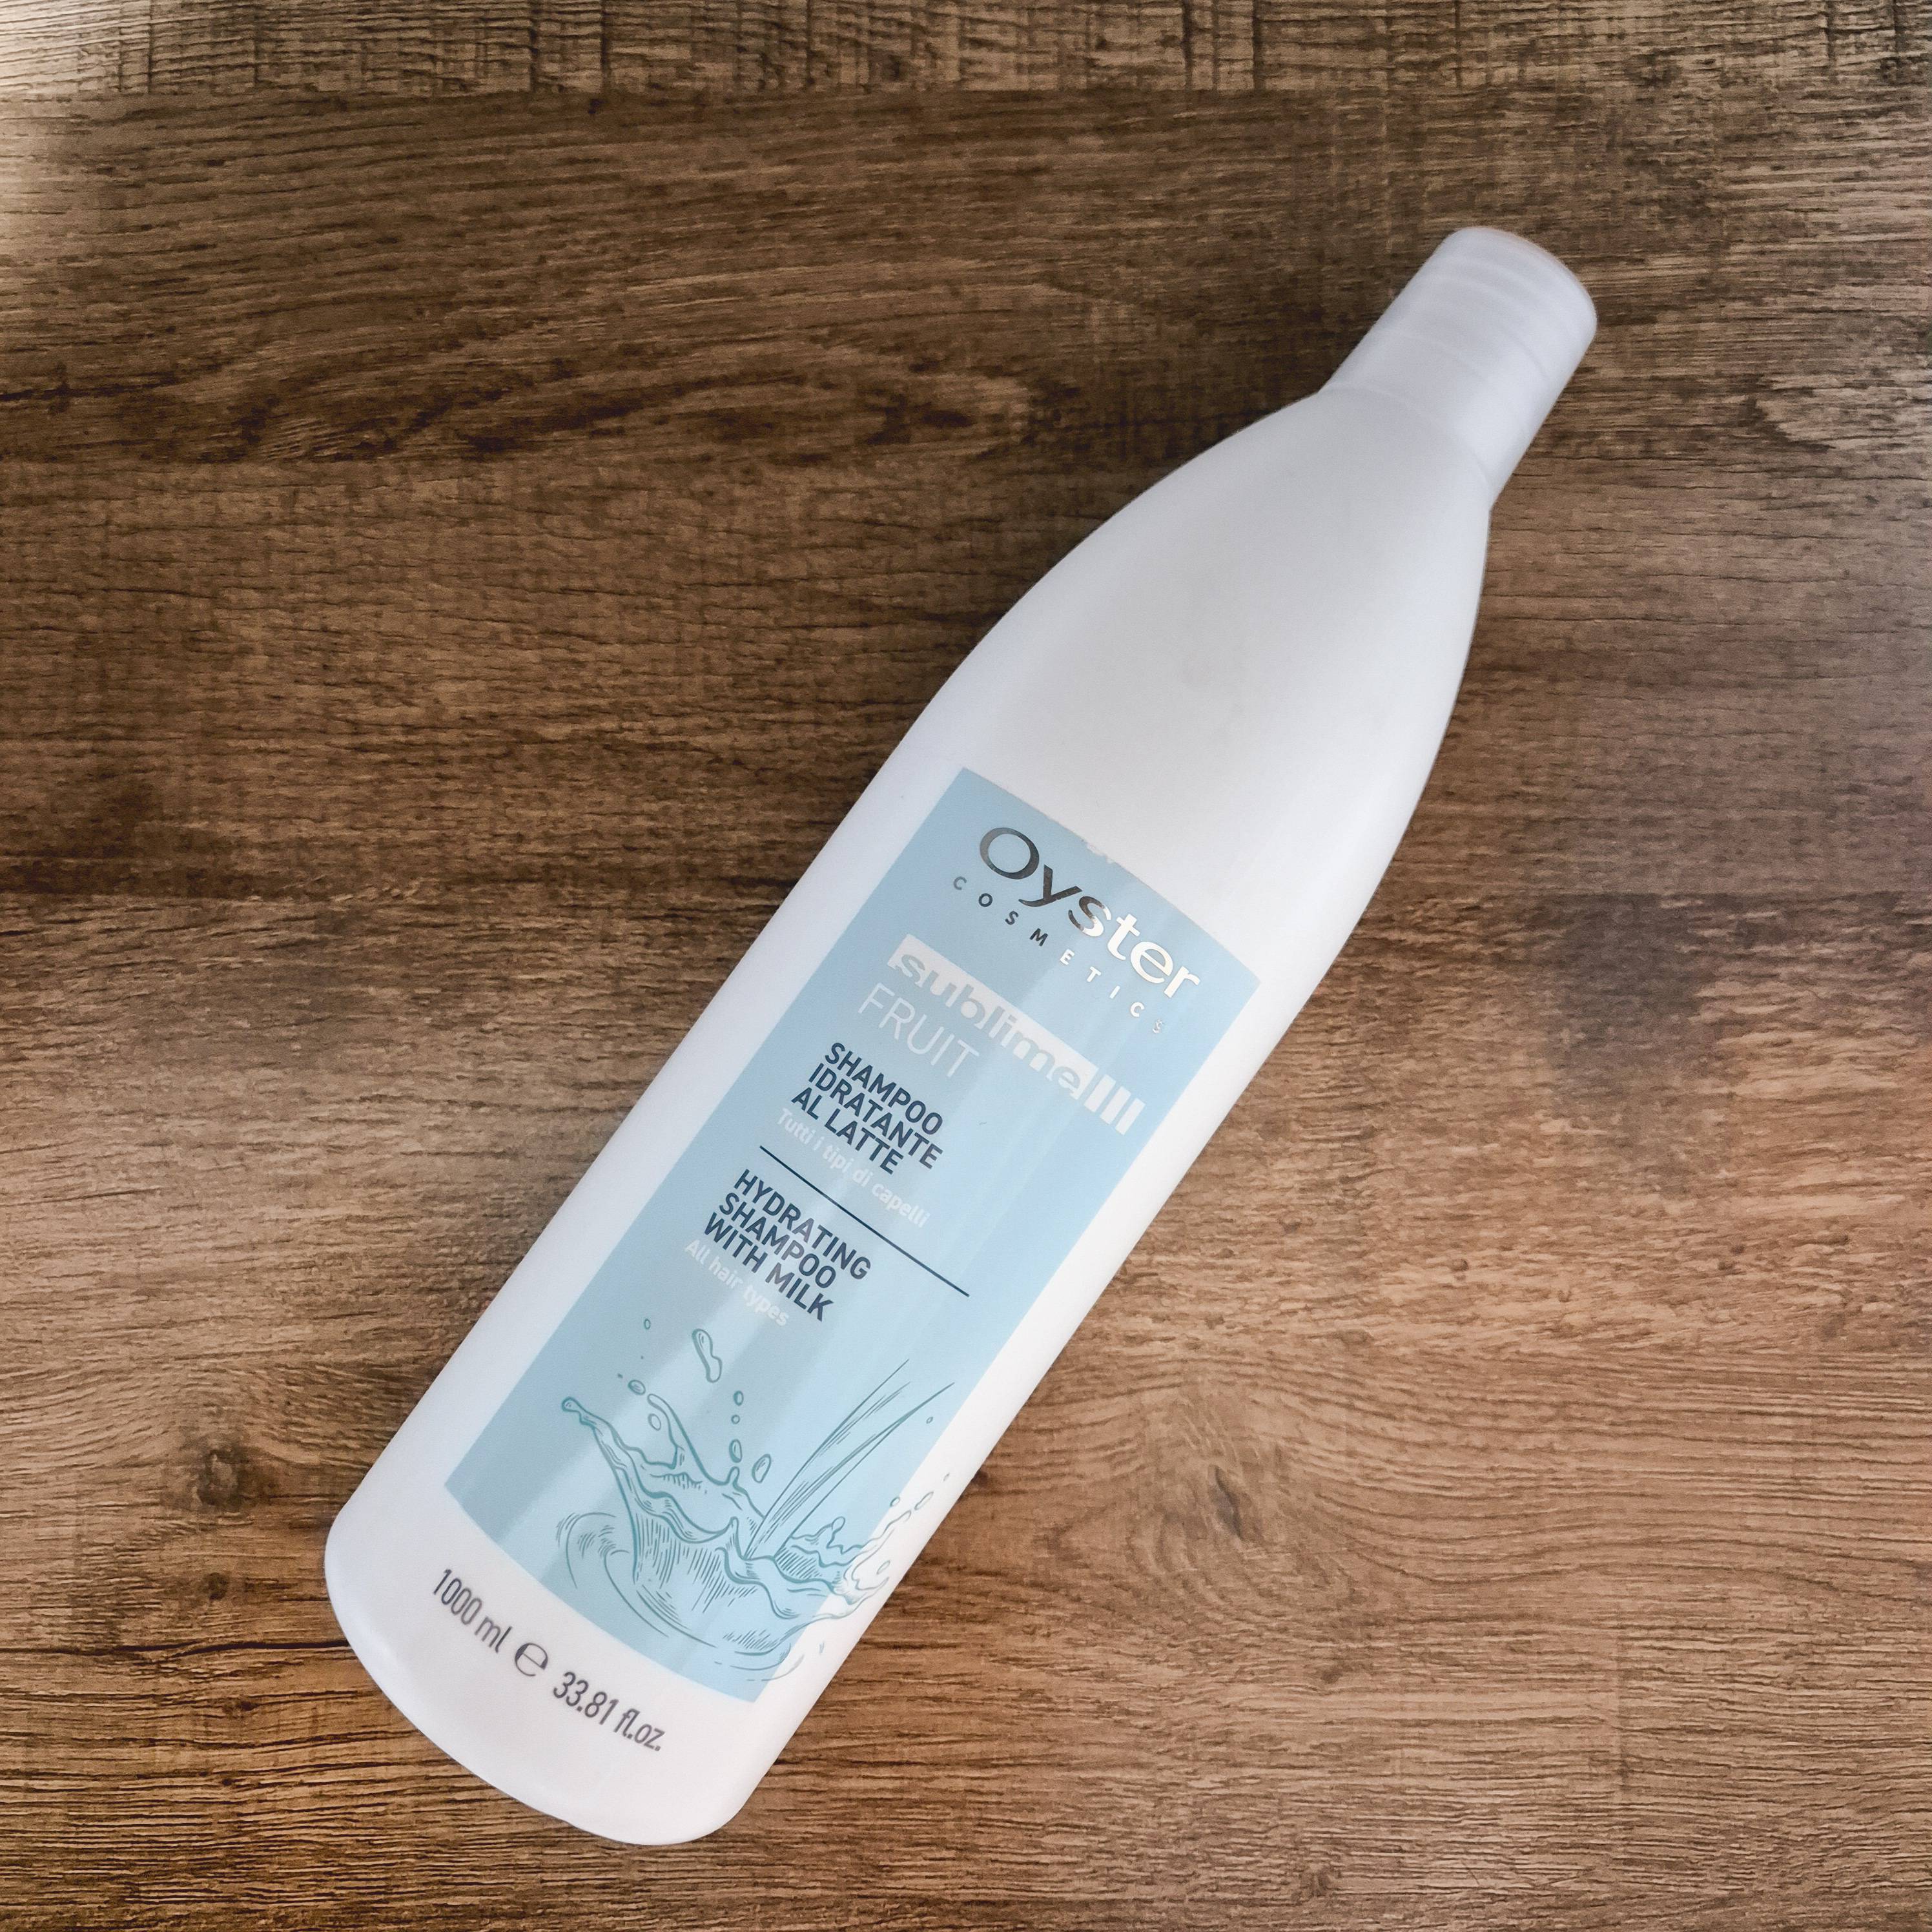 Oyster
COSMETICS
sublime
FRUIT
SHAMPOO
IDRATANTE
AL LATTE
Tutti i tipi di capelli
HYDRATING
SHAMPOO
WITH MILK
All hair types
1000 ml ℮ 33.81 fl.oz.